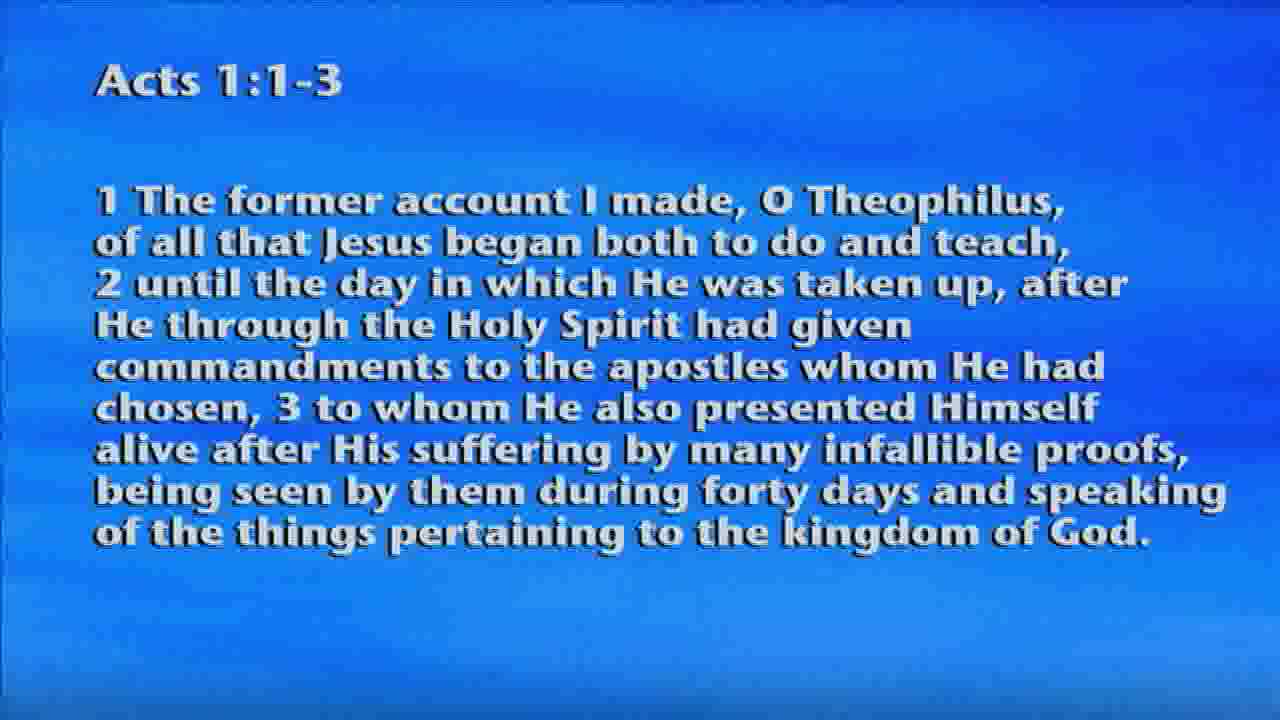 Acts 1:1-3
1 The former account I made, O Theophilus,
of all that Jesus began both to do and teach,
2 until the day in which He was taken up, after
He through the Holy Spirit had given
commandments to the apostles whom He had
chosen, 3 to whom He also presented Himself
alive after His suffering by many infallible proofs,
being seen by them during forty days and speaking
of the things pertaining to the kingdom of God.